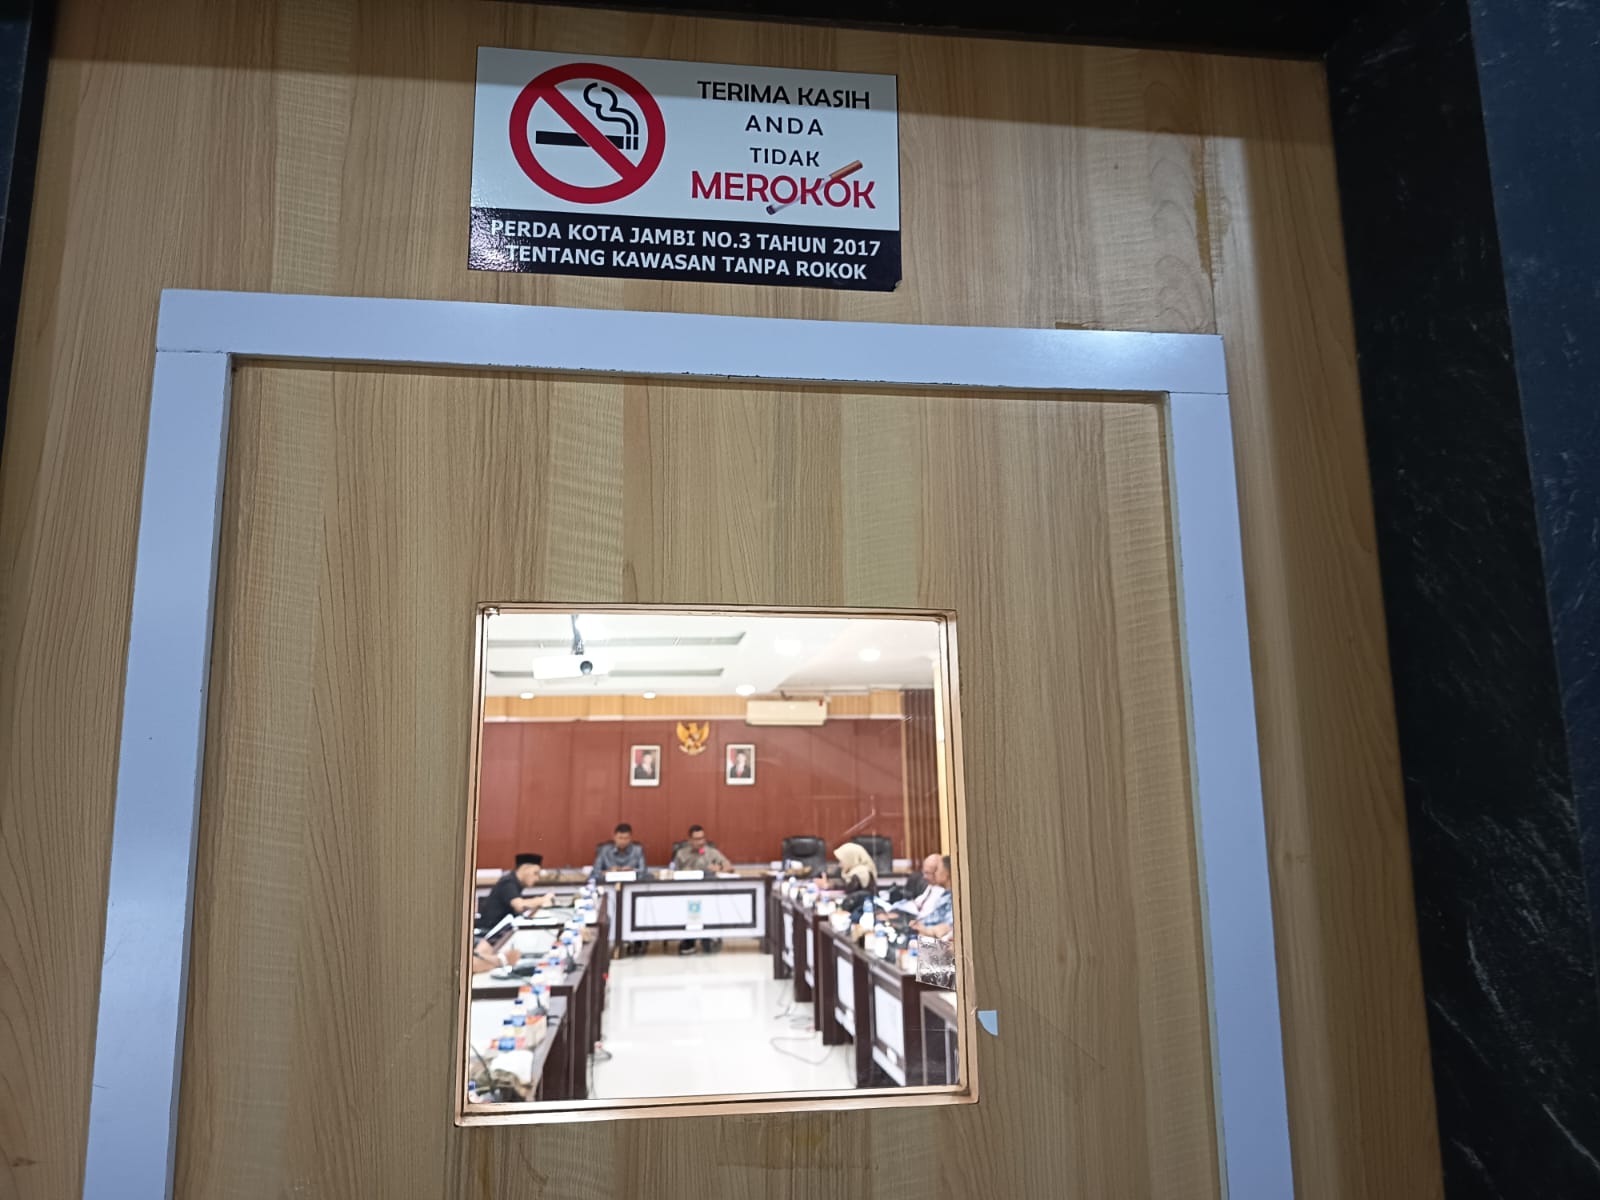 TERIMA KASIH
ANDA
TIDAK
MEROKOK
PERDA KOTA JAMBI NO.3 TAHUN 2017
TENTANG KAWASAN TANPA ROKOK